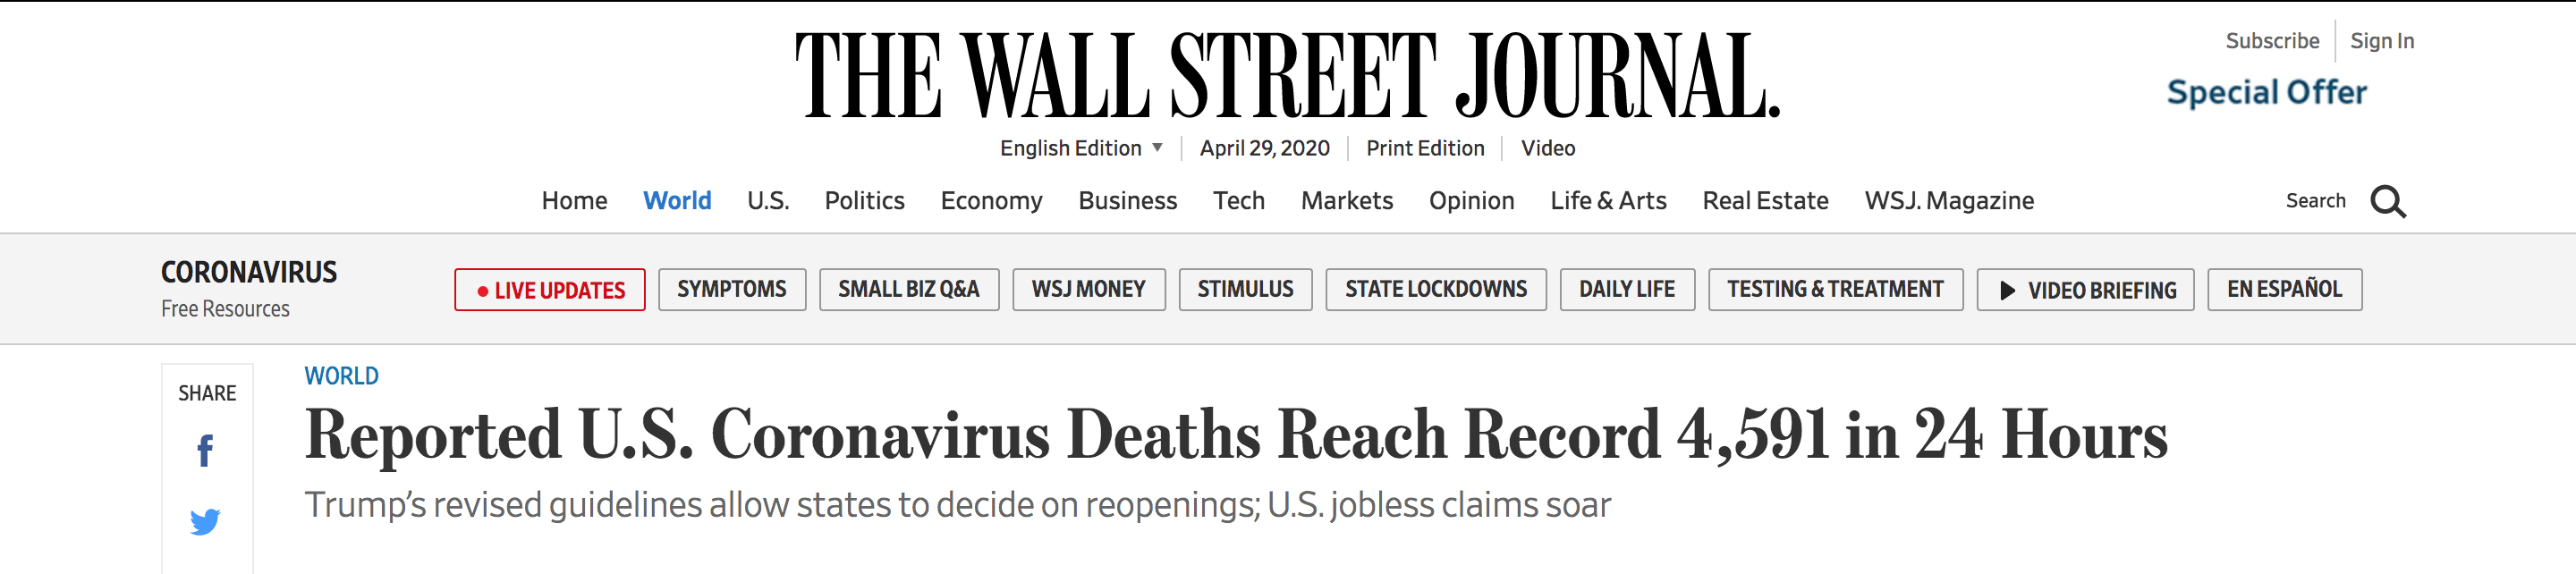 THE WALL STREET JOURNAL.
Subscribe Sign In
Special Offer
English Edition April 29, 2020 Print Edition Video
Home World U.S. Politics Economy Business Tech Markets Opinion Life & Arts Real Estate WSJ. Magazine Search
CORONAVIRUS
Free Resources
LIVE UPDATES SYMPTOMS SMALL BIZ Q&A WSJ MONEY STIMULUS STATE LOCKDOWNS DAILY LIFE TESTING & TREATMENT VIDEO BRIEFING EN ESPAÑOL
SHARE
WORLD
Reported U.S. Coronavirus Deaths Reach Record 4,591 in 24 Hours
Trump’s revised guidelines allow states to decide on reopenings; U.S. jobless claims soar